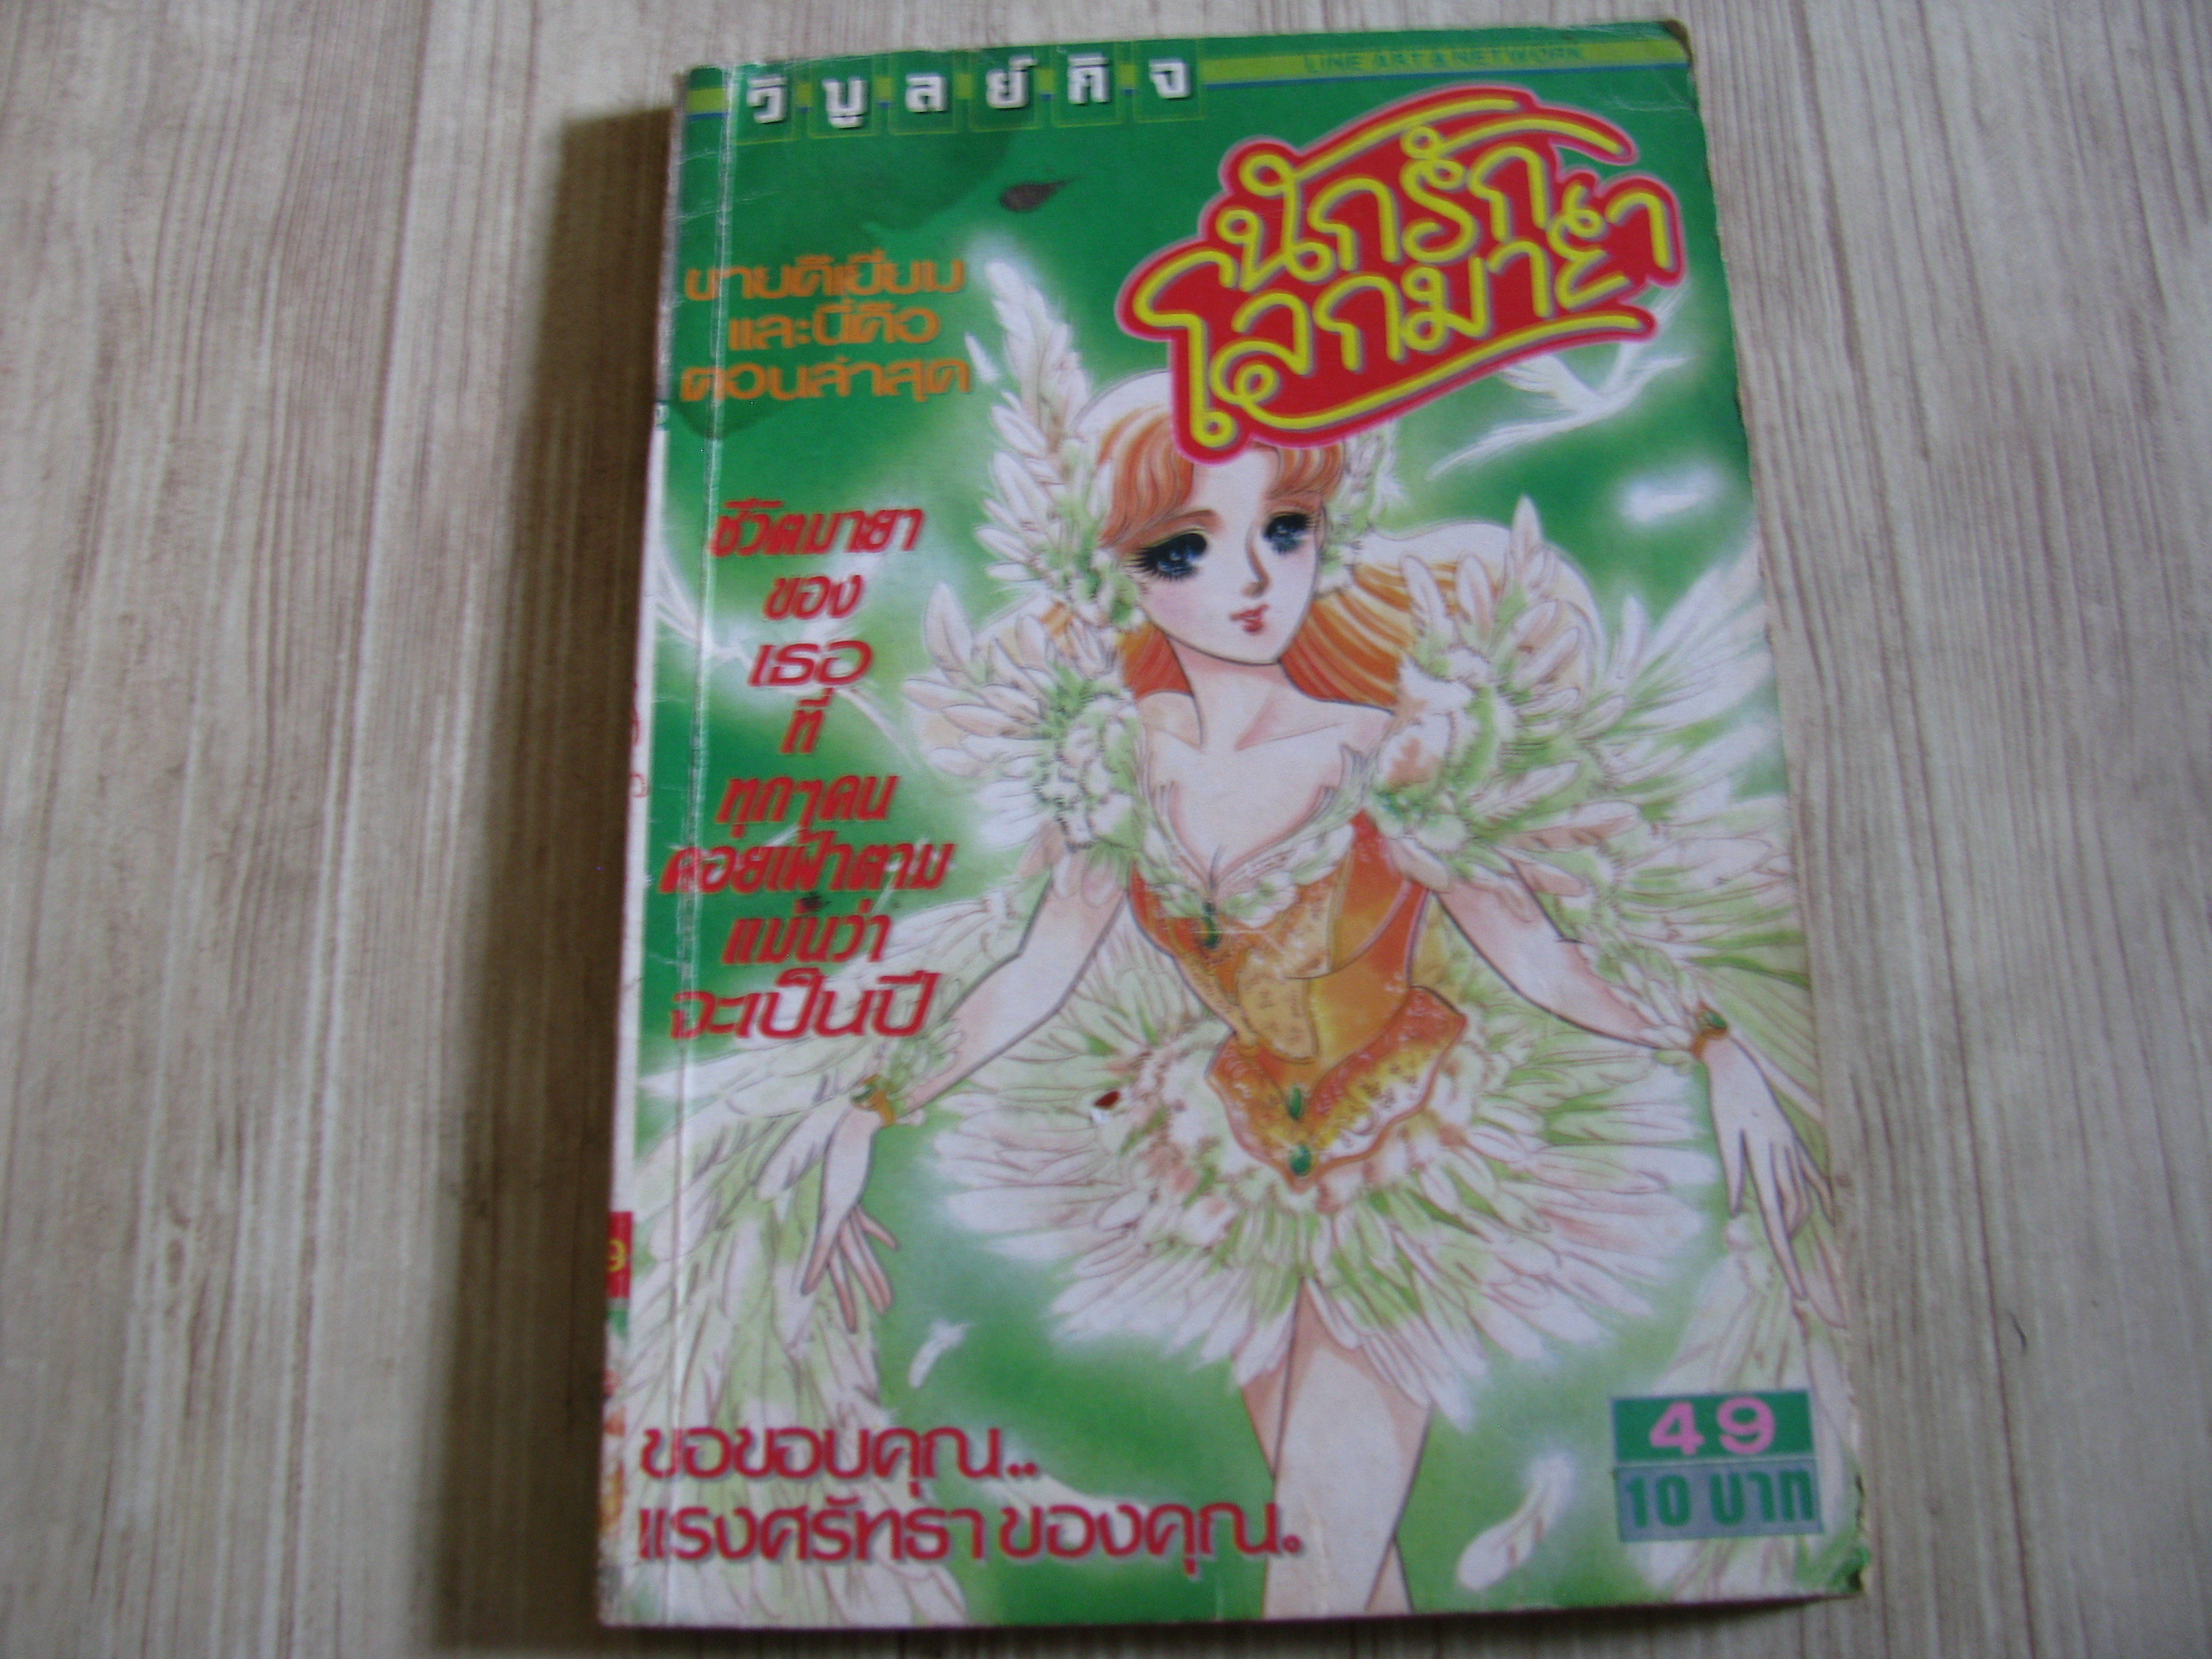 วิบูลย์กิจ
LINE ART & NETWORK
นักรัก
โลกมายา
ขายดีเยี่ยม
และนี่คือ
ตอนล่าสุด
ชีวิตมายา
ของ
เธอ
ที่
ทุกๆคน
คอยเฝ้าตาม
แม้นว่า
จะเป็นปี
ขอขอบคุณ..
แรงศรัทธา ของคุณ.
49
10 บาท
9